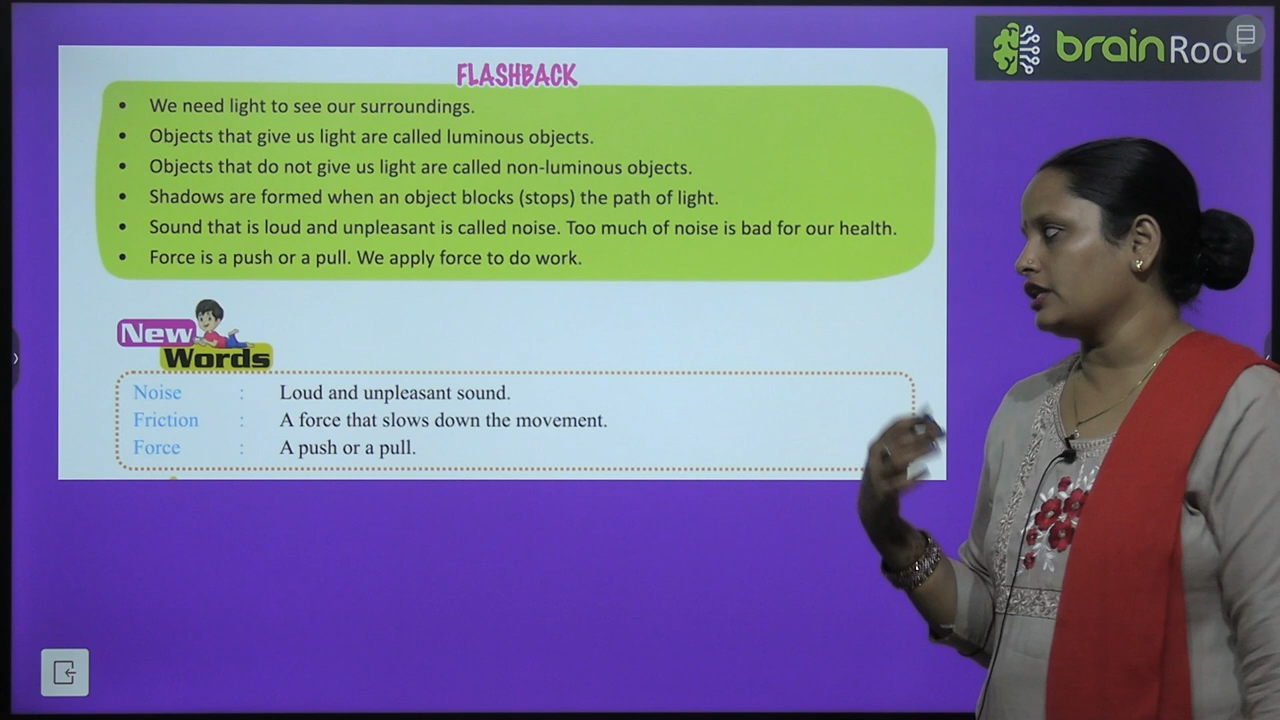 brainRoot
FLASHBACK
• We need light to see our surroundings.
• Objects that give us light are called luminous objects.
• Objects that do not give us light are called non-luminous objects.
• Shadows are formed when an object blocks (stops) the path of light.
• Sound that is loud and unpleasant is called noise. Too much of noise is bad for our health.
• Force is a push or a pull. We apply force to do work.
New
Words
Noise : Loud and unpleasant sound.
Friction : A force that slows down the movement.
Force : A push or a pull.